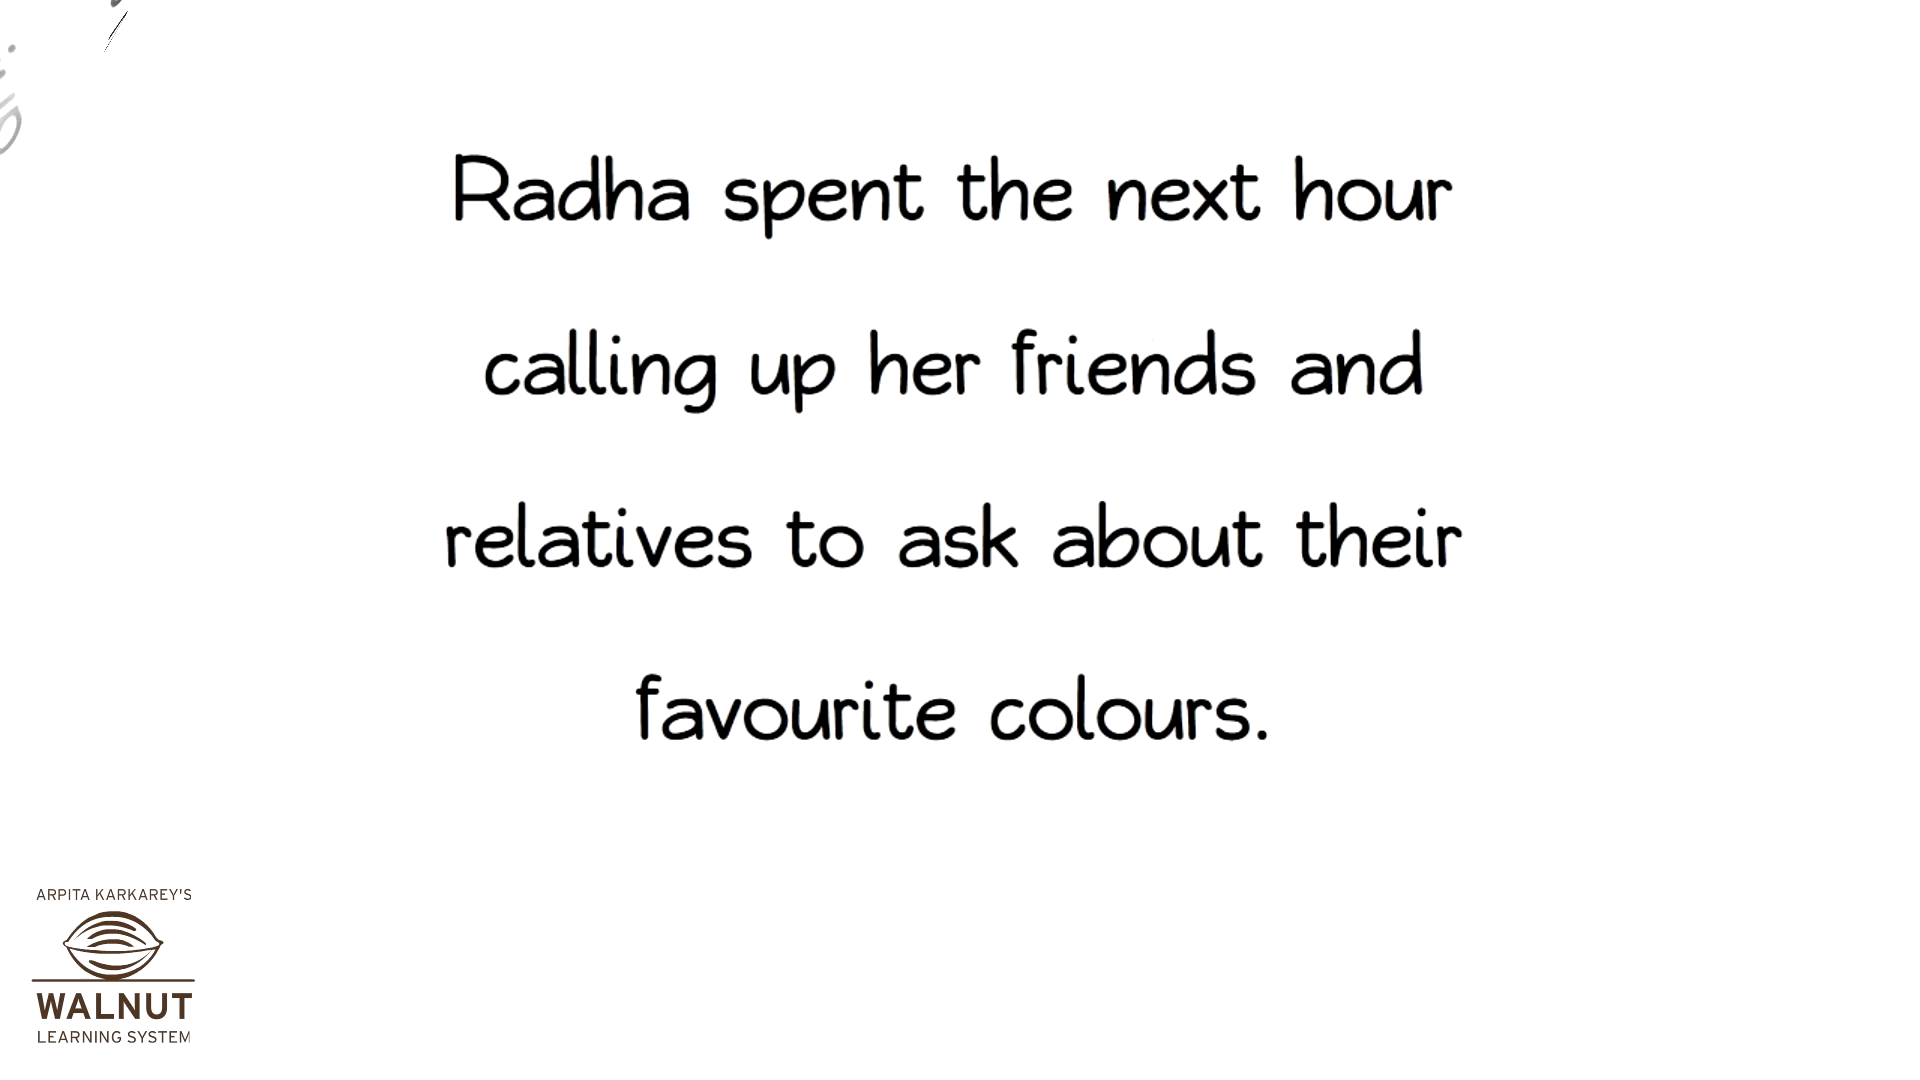 Radha spent the next hour
calling up her friends and
relatives to ask about their
favourite colours.
ARPITA KARKAREY'S
WALNUT
LEARNING SYSTEM